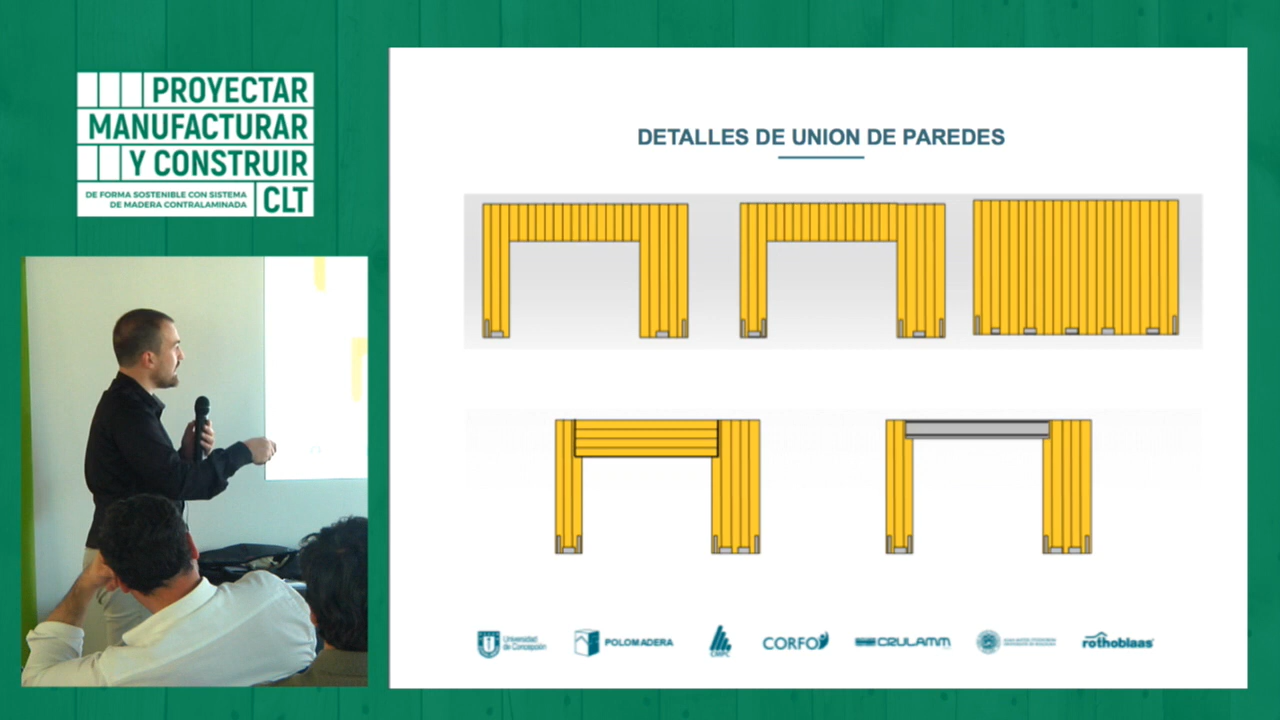 PROYECTAR
MANUFACTURAR
Y CONSTRUIR
DE FORMA SOSTENIBLE CON SISTEMA
DE MADERA CONTRALAMINADA
CLT
DETALLES DE UNION DE PAREDES
Universidad
de Concepción
POLOMADERA
CMPC
CORFO
CRULAMM
rothoblaas